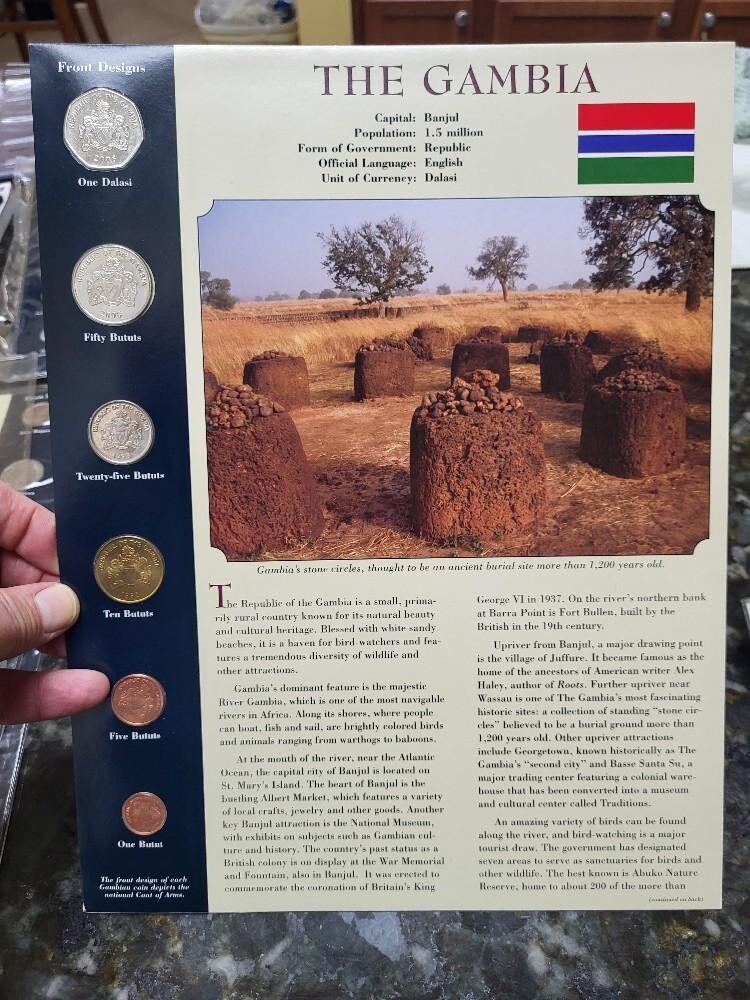 Front Designs
One Dalasi
Fifty Bututs
Twenty-five Bututs
Ten Bututs
Five Bututs
One Butut
The front design of each
Gambian coin depicts the
national Coat of Arms.
THE GAMBIA
Capital: Banjul
Population: 1.5 million
Form of Government: Republic
Official Language: English
Unit of Currency: Dalasi
Gambia's stone circles, thought to be an ancient burial site more than 1,200 years old.
The Republic of the Gambia is a small, prima-
rily rural country known for its natural beauty
and cultural heritage. Blessed with white sandy
beaches, it is a haven for bird watchers and fea-
tures a tremendous diversity of wildlife and
other attractions.
Gambia's dominant feature is the majestic
River Gambia, which is one of the most navigable
rivers in Africa. Along its shores, where people
can boat, fish and sail, are brightly colored birds
and animals ranging from warthogs to baboons.
At the mouth of the river, near the Atlantic
Ocean, the capital city of Banjul is located on
St. Mary's Island. The heart of Banjul is the
bustling Albert Market, which features a variety
of local crafts, jewelry and other goods. Another
key Banjul attraction is the National Museum,
with exhibits on subjects such as Gambian cul-
ture and history. The country's past status as a
British colony is on display at the War Memorial
and Fountain, also in Banjul. It was erected to
commemorate the coronation of Britain's King
George VI in 1937. On the river's northern bank
at Barra Point is Fort Bullen, built by the
British in the 19th century.
Upriver from Banjul, a major drawing point
is the village of Juffure. It became famous as the
home of the ancestors of American writer Alex
Haley, author of Roots. Further upriver near
Wassau is one of The Gambia's most fascinating
historic sites: a collection of standing "stone cir-
cles" believed to be a burial ground more than
1,200 years old. Other upriver attractions
include Georgetown, known historically as The
Gambia's "second city" and Basse Santa Su, a
major trading center featuring a colonial ware-
house that has been converted into a museum
and cultural center called Traditions.
An amazing variety of birds can be found
along the river, and bird-watching is a major
tourist draw. The government has designated
seven areas to serve as sanctuaries for birds and
other wildlife. The best known is Abuko Nature
Reserve, home to about 200 of the more than
(continued on back)